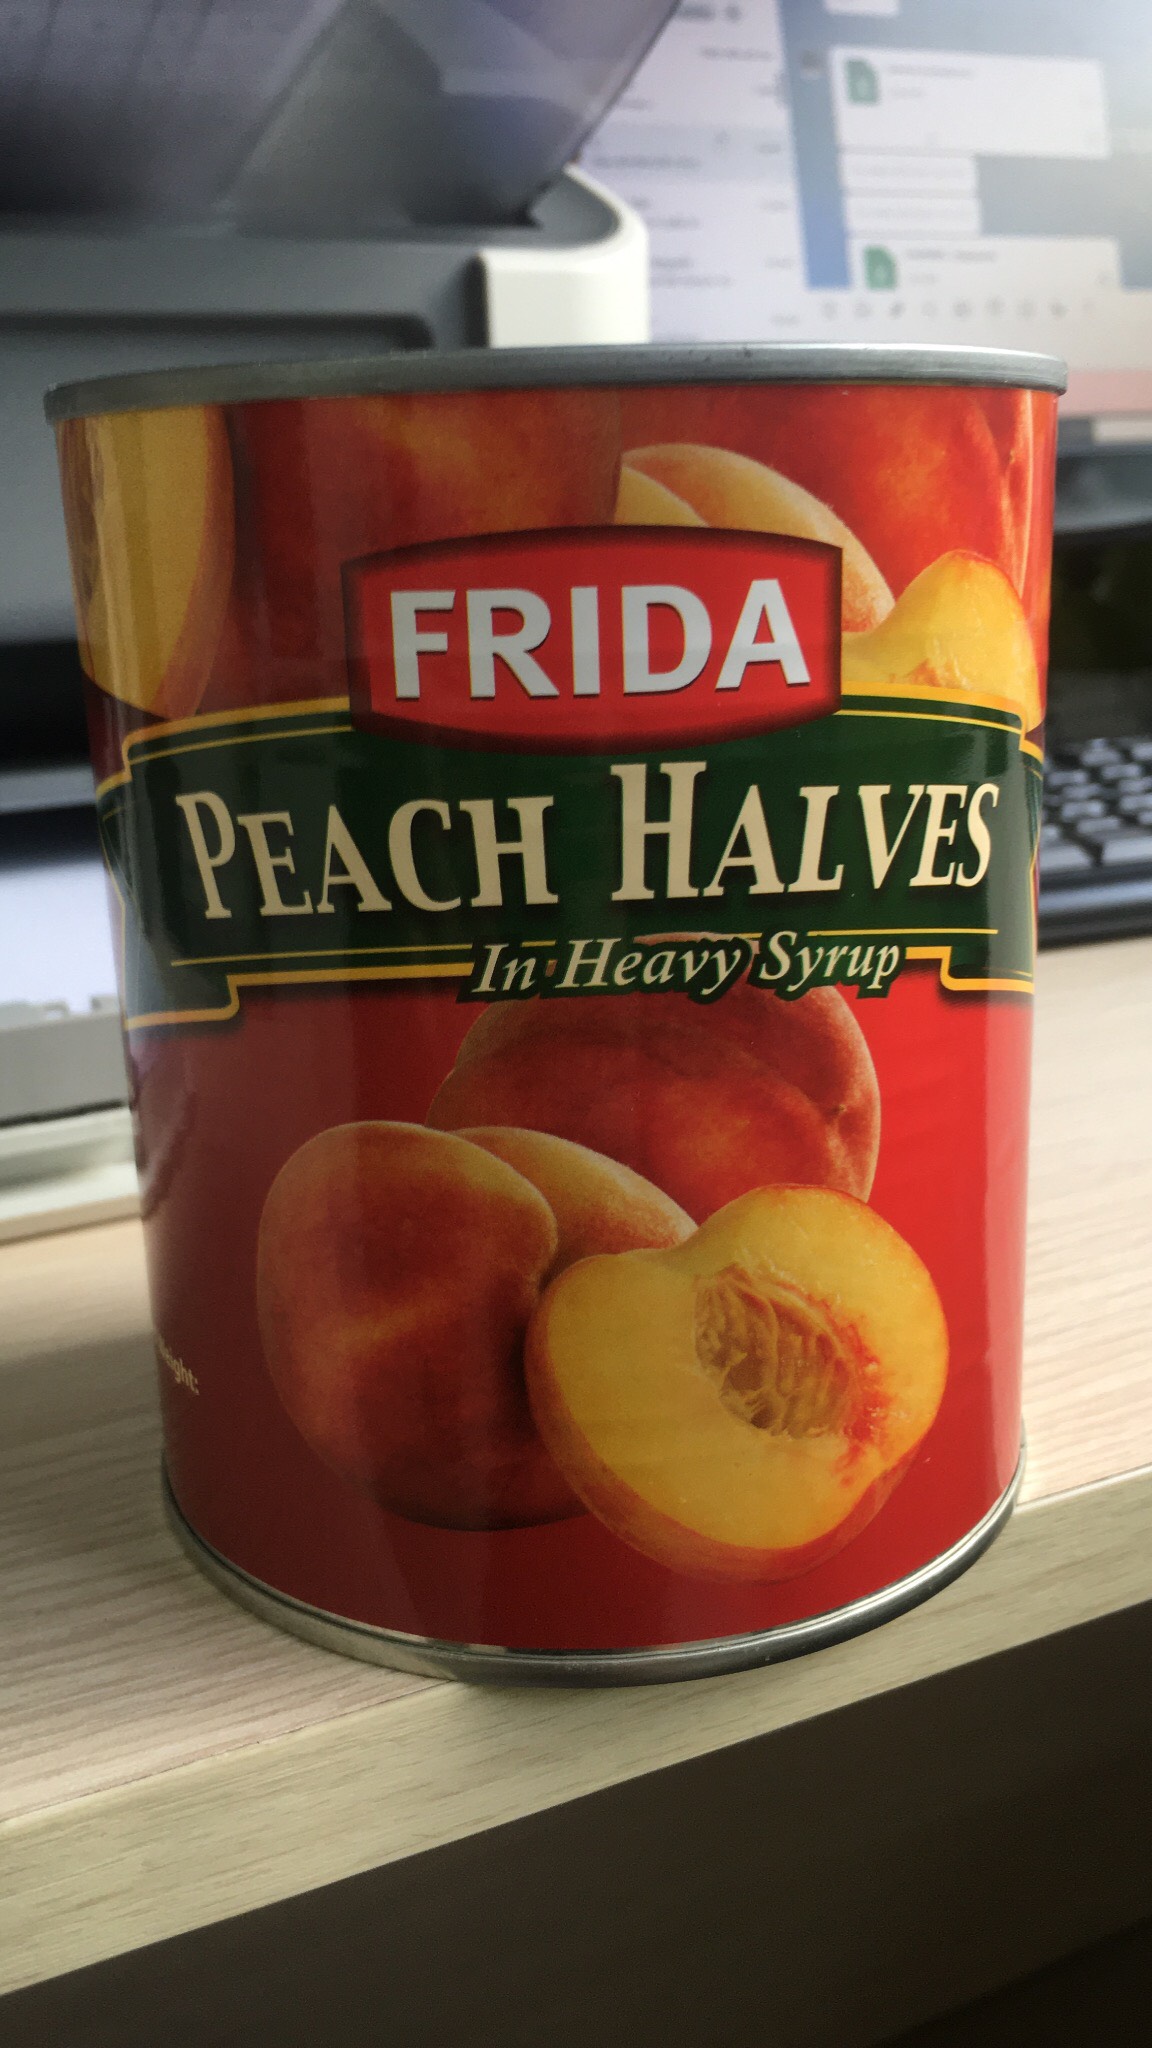 FRIDA
PEACH HALVES
In Heavy Syrup